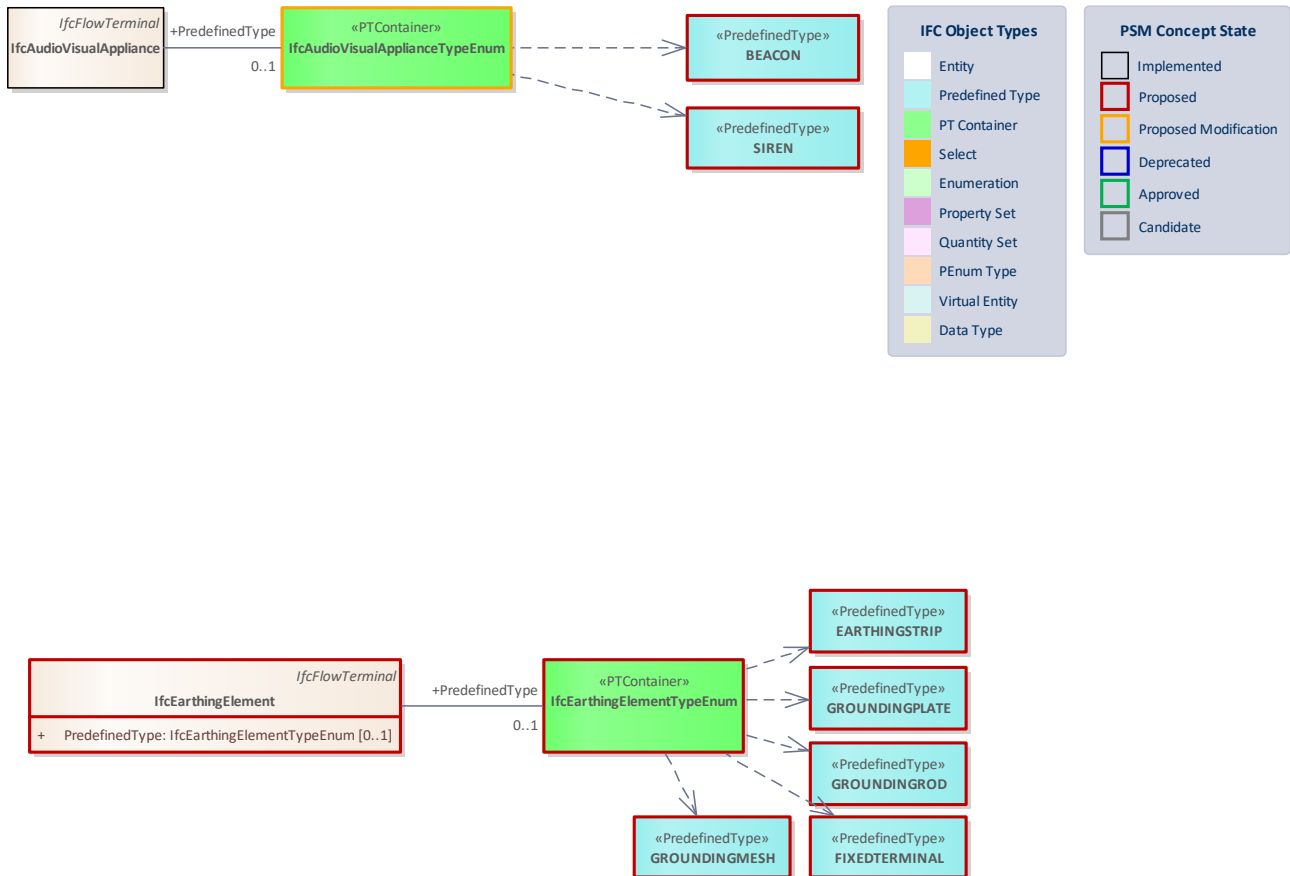 IfcFlowTerminal
IfcAudioVisualAppliance
+PredefinedType
0..1
«PTContainer»
IfcAudioVisualApplianceTypeEnum
«PredefinedType»
BEACON
«PredefinedType»
SIREN
IFC Object Types
Entity
Predefined Type
PT Container
Select
Enumeration
Property Set
Quantity Set
PEnum Type
Virtual Entity
Data Type
PSM Concept State
Implemented
Proposed
Proposed Modification
Deprecated
Approved
Candidate
IfcFlowTerminal
IfcEarthingElement
+ PredefinedType: IfcEarthingElementTypeEnum [0..1]
+PredefinedType
0..1
«PTContainer»
IfcEarthingElementTypeEnum
«PredefinedType»
EARTHINGSTRIP
«PredefinedType»
GROUNDINGPLATE
«PredefinedType»
GROUNDINGROD
«PredefinedType»
GROUNDINGMESH
«PredefinedType»
FIXEDTERMINAL